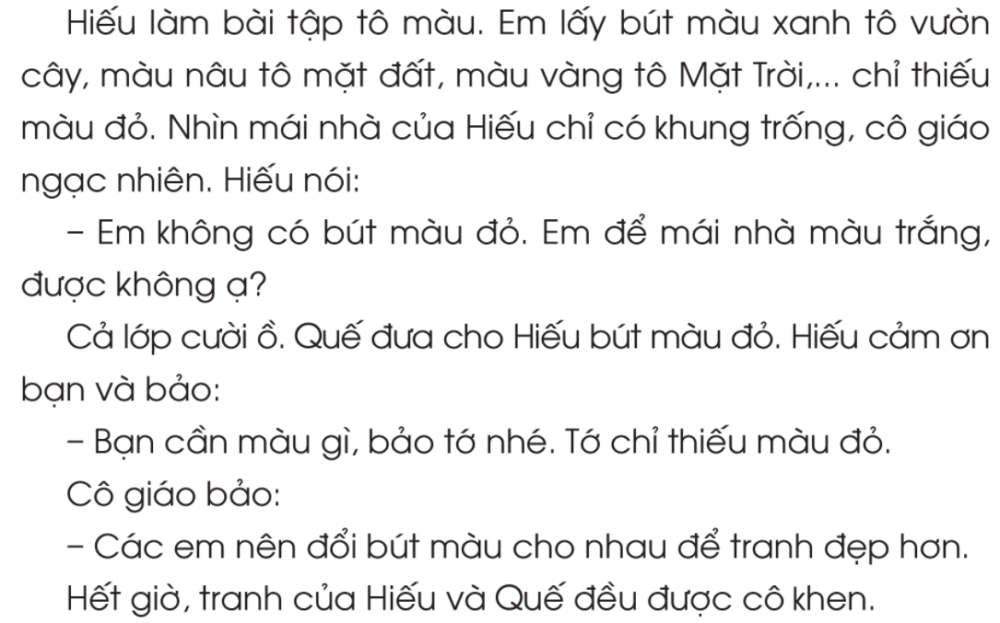 Hiếu làm bài tập tô màu. Em lấy bút màu xanh tô vườn
cây, màu nâu tô mặt đất, màu vàng tô Mặt Trời,... chỉ thiếu
màu đỏ. Nhìn mái nhà của Hiếu chỉ có khung trống, cô giáo
ngạc nhiên. Hiếu nói:
– Em không có bút màu đỏ. Em để mái nhà màu trắng,
được không ạ?
Cả lớp cười ồ. Quế đưa cho Hiếu bút màu đỏ. Hiếu cảm ơn
bạn và bảo:
– Bạn cần màu gì, bảo tớ nhé. Tớ chỉ thiếu màu đỏ.
Cô giáo bảo:
– Các em nên đổi bút màu cho nhau để tranh đẹp hơn.
Hết giờ, tranh của Hiếu và Quế đều được cô khen.